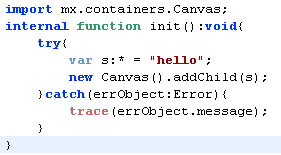 import mx.containers.Canvas;
internal function init():void{
    try{
        var s:* = "hello";
        new Canvas().addChild(s);
    }catch(errObject:Error){
        trace(errObject.message);
    }
}